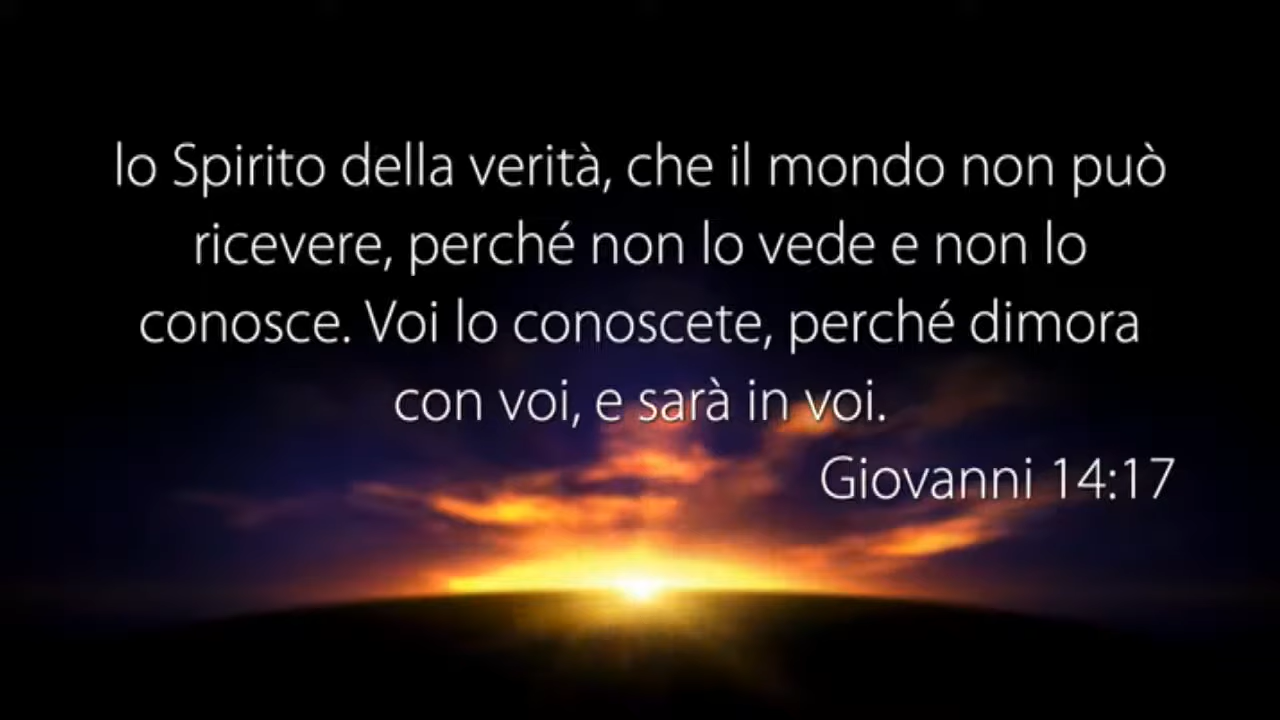 lo Spirito della verità, che il mondo non può
ricevere, perché non lo vede e non lo
conosce. Voi lo conoscete, perché dimora
con voi, e sarà in voi.
Giovanni 14:17